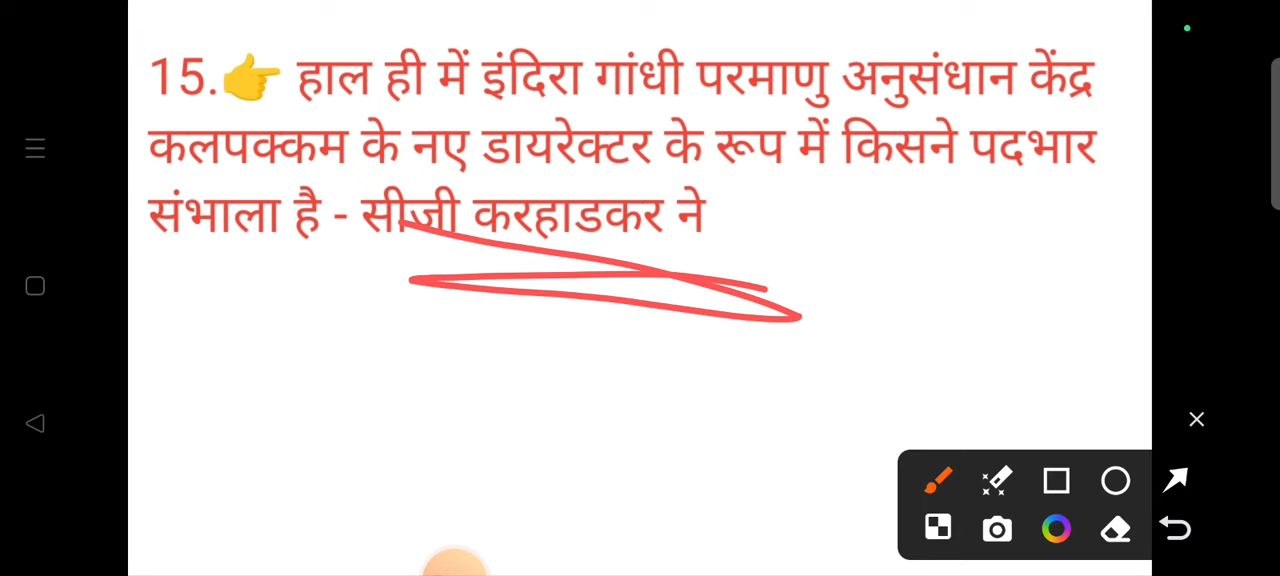 15.👉 हाल ही में इंदिरा गांधी परमाणु अनुसंधान केंद्र
कलपक्कम के नए डायरेक्टर के रूप में किसने पदभार
संभाला है - सीजी करहाडकर ने